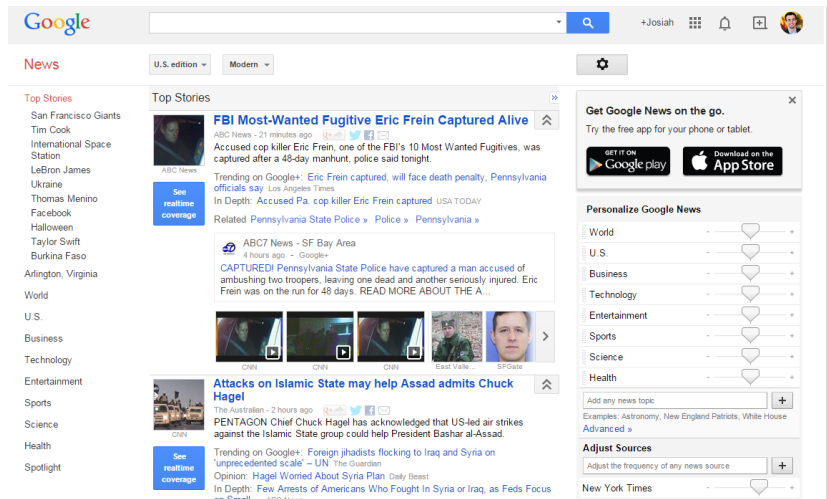 Google
+Josiah
News
U.S. edition
Modern
Top Stories
San Francisco Giants
Tim Cook
International Space
Station
LeBron James
Ukraine
Thomas Menino
Facebook
Halloween
Taylor Swift
Burkina Faso
Arlington, Virginia
World
U.S.
Business
Technology
Entertainment
Sports
Science
Health
Spotlight
Top Stories
»
FBI Most-Wanted Fugitive Eric Frein Captured Alive
ABC News - 21 minutes ago
Accused cop killer Eric Frein, one of the FBI's 10 Most Wanted Fugitives, was
captured after a 48-day manhunt, police said tonight.
ABC News
See
realtime
coverage
Trending on Google+: Eric Frein captured, will face death penalty, Pennsylvania
officials say Los Angeles Times
In Depth: Accused Pa. cop killer Eric Frein captured USA TODAY
Related Pennsylvania State Police » Police » Pennsylvania »
ABC7 News - SF Bay Area
4 hours ago - Google+
CAPTURED! Pennsylvania State Police have captured a man accused of
ambushing two troopers, leaving one dead and another seriously injured. Eric
Frein was on the run for 48 days. READ MORE ABOUT THE A...
CNN
CNN
CNN
East Valle...
SFGate
Attacks on Islamic State may help Assad admits Chuck
Hagel
The Australian - 2 hours ago
PENTAGON Chief Chuck Hagel has acknowledged that US-led air strikes
against the Islamic State group could help President Bashar al-Assad.
CNN
See
realtime
coverage
Trending on Google+: Foreign jihadists flocking to Iraq and Syria on
'unprecedented scale' – UN The Guardian
Opinion: Hagel Worried About Syria Plan Daily Beast
In Depth: Few Arrests of Americans Who Fought In Syria or Iraq, as Feds Focus
Get Google News on the go.
Try the free app for your phone or tablet.
GET IT ON
Google play
Download on the
App Store
Personalize Google News
World - +
U.S. - +
Business - +
Technology - +
Entertainment - +
Sports - +
Science - +
Health - +
Add any news topic +
Examples: Astronomy, New England Patriots, White House
Advanced »
Adjust Sources
Adjust the frequency of any news source +
New York Times - +